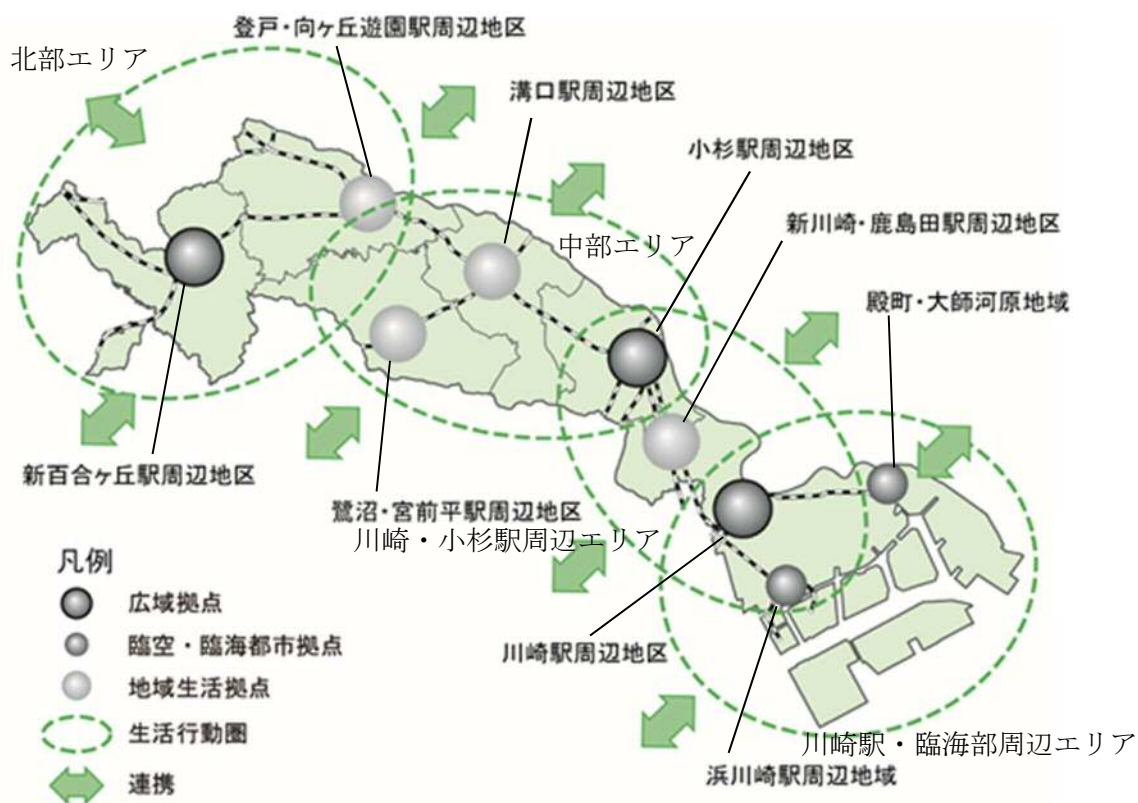 登戸・向ヶ丘遊園駅周辺地区
北部エリア
溝口駅周辺地区
小杉駅周辺地区
新川崎・鹿島田駅周辺地区
中部エリア
殿町・大師河原地域
新百合ヶ丘駅周辺地区
鷺沼・宮前平駅周辺地区
川崎・小杉駅周辺エリア
凡例
広域拠点
臨空・臨海都市拠点
地域生活拠点
生活行動圏
連携
川崎駅周辺地区
川崎駅・臨海部周辺エリア
浜川崎駅周辺地域